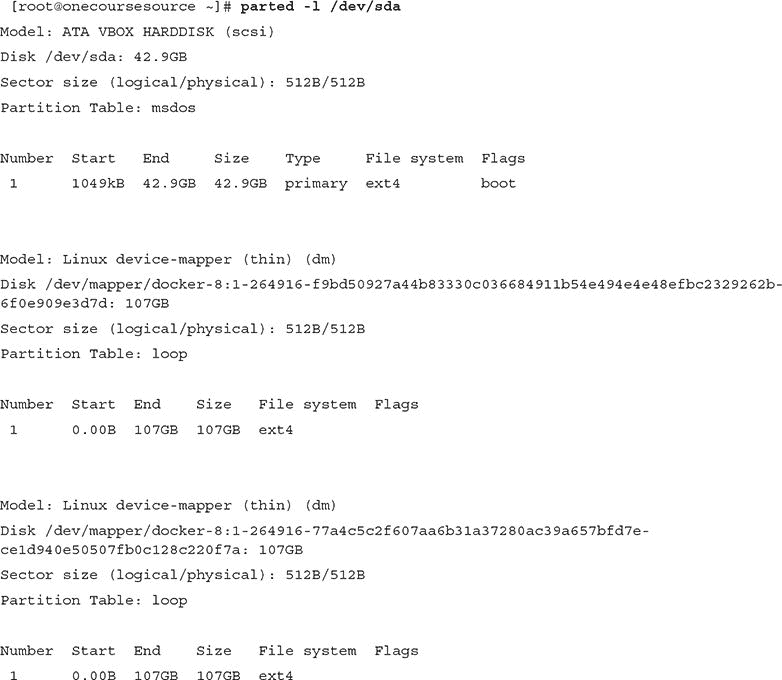 [root@onecoursesource ~]# parted -l /dev/sda
Model: ATA VBOX HARDDISK (scsi)
Disk /dev/sda: 42.9GB
Sector size (logical/physical): 512B/512B
Partition Table: msdos
Number  Start   End     Size    Type     File system  Flags
 1      1049kB  42.9GB  42.9GB  primary  ext4         boot
Model: Linux device-mapper (thin) (dm)
Disk /dev/mapper/docker-8:1-264916-f9bd50927a44b83330c036684911b54e494e4e48efbc2329262b-
6f0e909e3d7d: 107GB
Sector size (logical/physical): 512B/512B
Partition Table: loop
Number  Start  End    Size   File system  Flags
 1      0.00B  107GB  107GB  ext4
Model: Linux device-mapper (thin) (dm)
Disk /dev/mapper/docker-8:1-264916-77a4c5c2f607aa6b31a37280ac39a657bfd7e-
ce1d940e50507fb0c128c220f7a: 107GB
Sector size (logical/physical): 512B/512B
Partition Table: loop
Number  Start  End    Size   File system  Flags
 1      0.00B  107GB  107GB  ext4